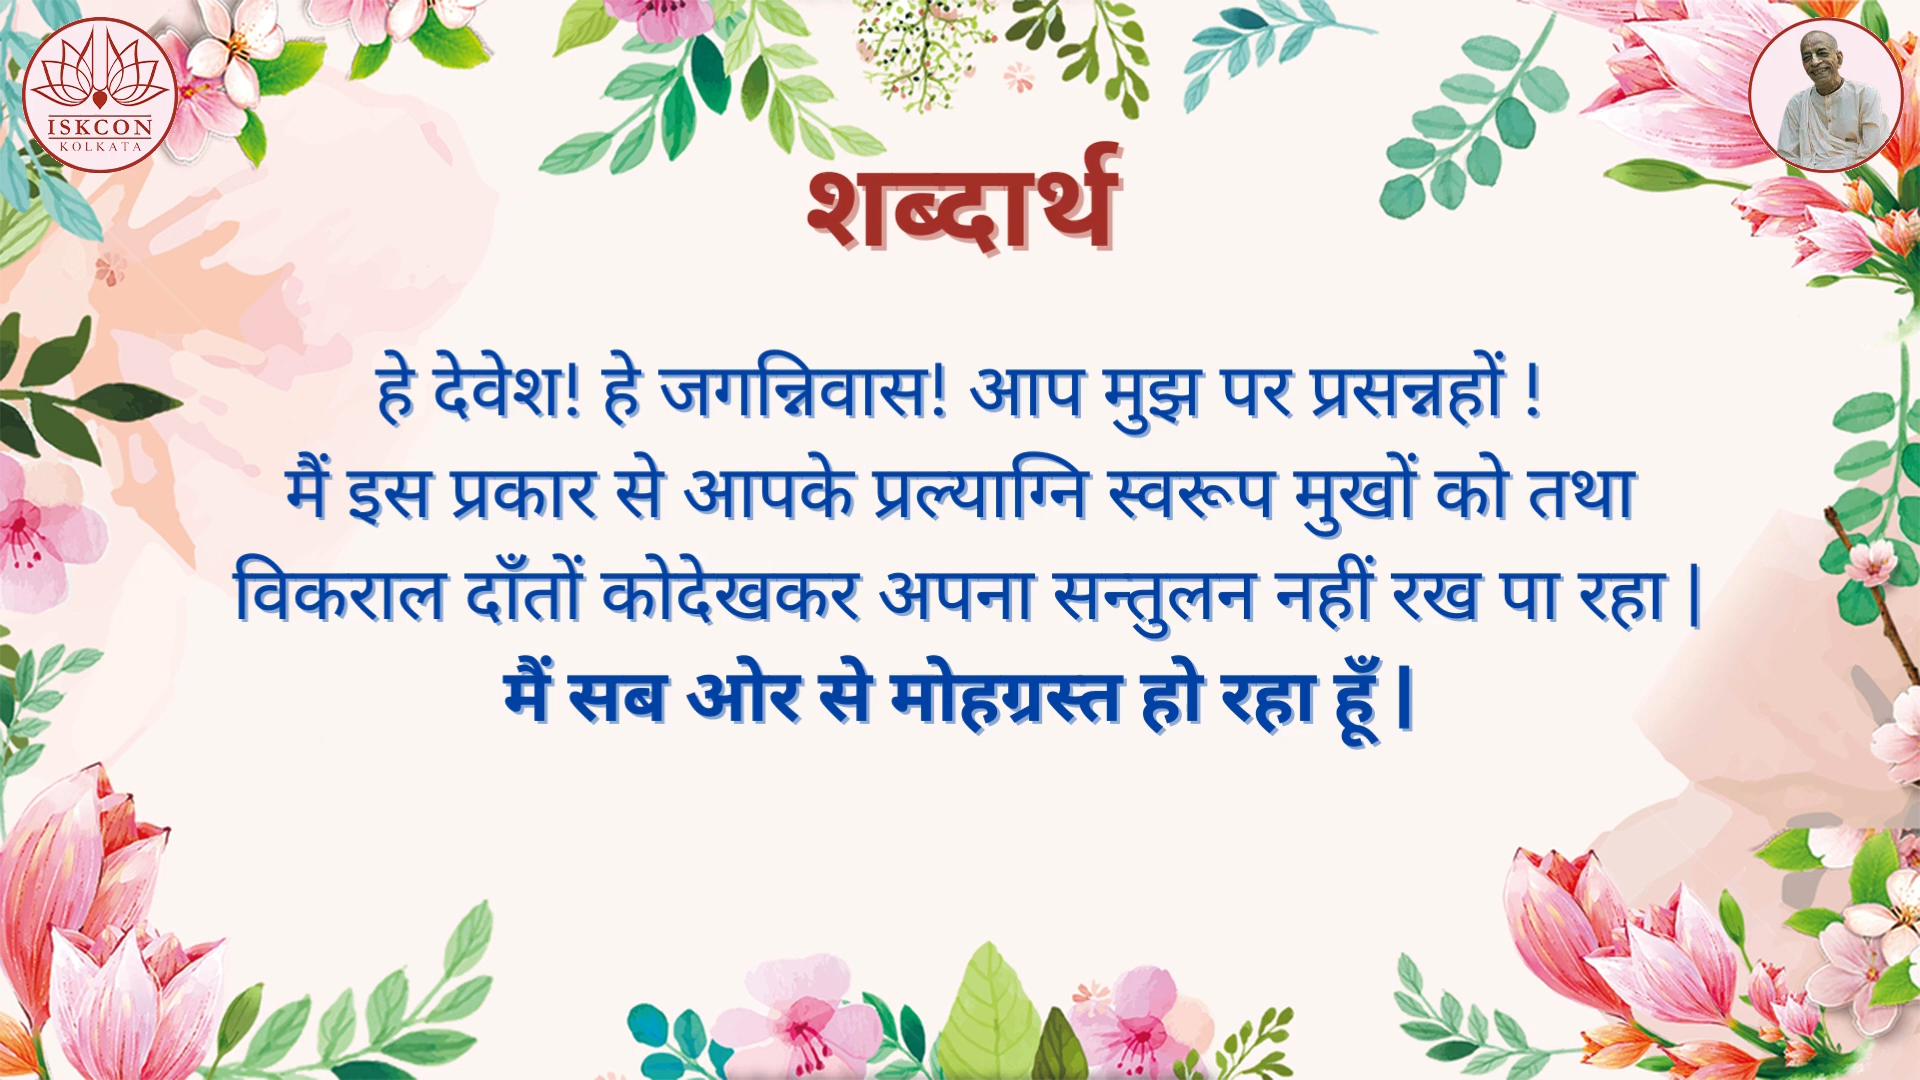 ISKCON
KOLKATA
शब्दार्थ
हे देवेश! हे जगन्निवास! आप मुझ पर प्रसन्नहों !
मैं इस प्रकार से आपके प्रल्याग्नि स्वरूप मुखों को तथा
विकराल दाँतों कोदेखकर अपना सन्तुलन नहीं रख पा रहा |
मैं सब ओर से मोहग्रस्त हो रहा हूँ |